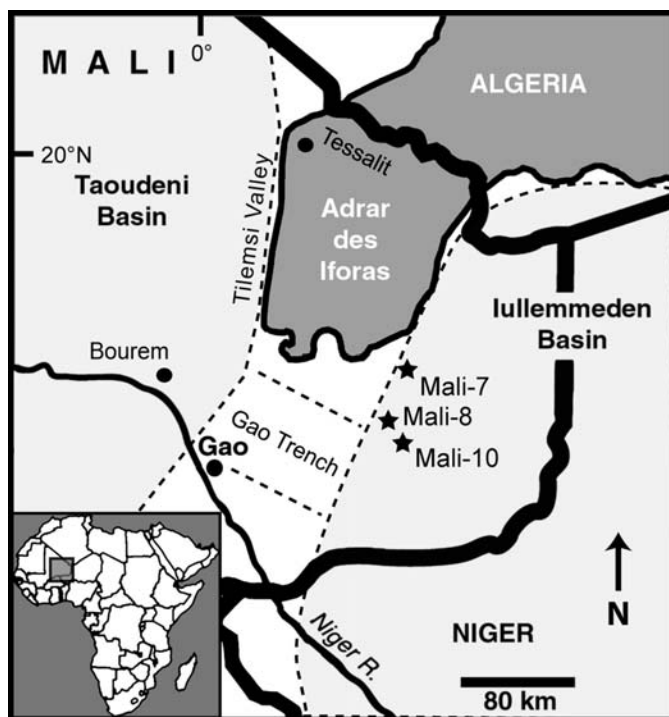 MALI
0°
ALGERIA
20°N
Tessalit
Taoudeni
Basin
Tilemsi Valley
Adrar
des
Iforas
Iullemmeden
Basin
Bourem
Mali-7
Mali-8
Gao Trench
Gao
Mali-10
N
Niger R.
NIGER
80 km